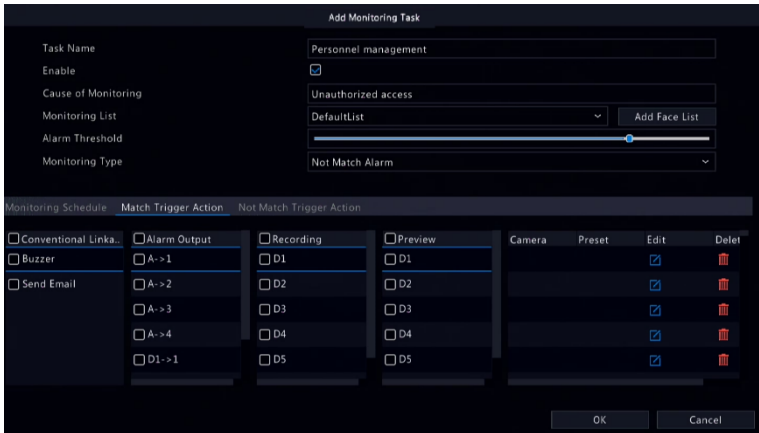 Add Monitoring Task
Task Name Personnel management
Enable
Cause of Monitoring Unauthorized access
Monitoring List DefaultList Add Face List
Alarm Threshold
Monitoring Type Not Match Alarm
Monitoring Schedule Match Trigger Action Not Match Trigger Action
Conventional Linka.. Alarm Output Recording Preview Camera Preset Edit Delet
Buzzer A->1 D1 D1
Send Email A->2 D2 D2
A->3 D3 D3
A->4 D4 D4
D1->1 D5 D5
OK Cancel